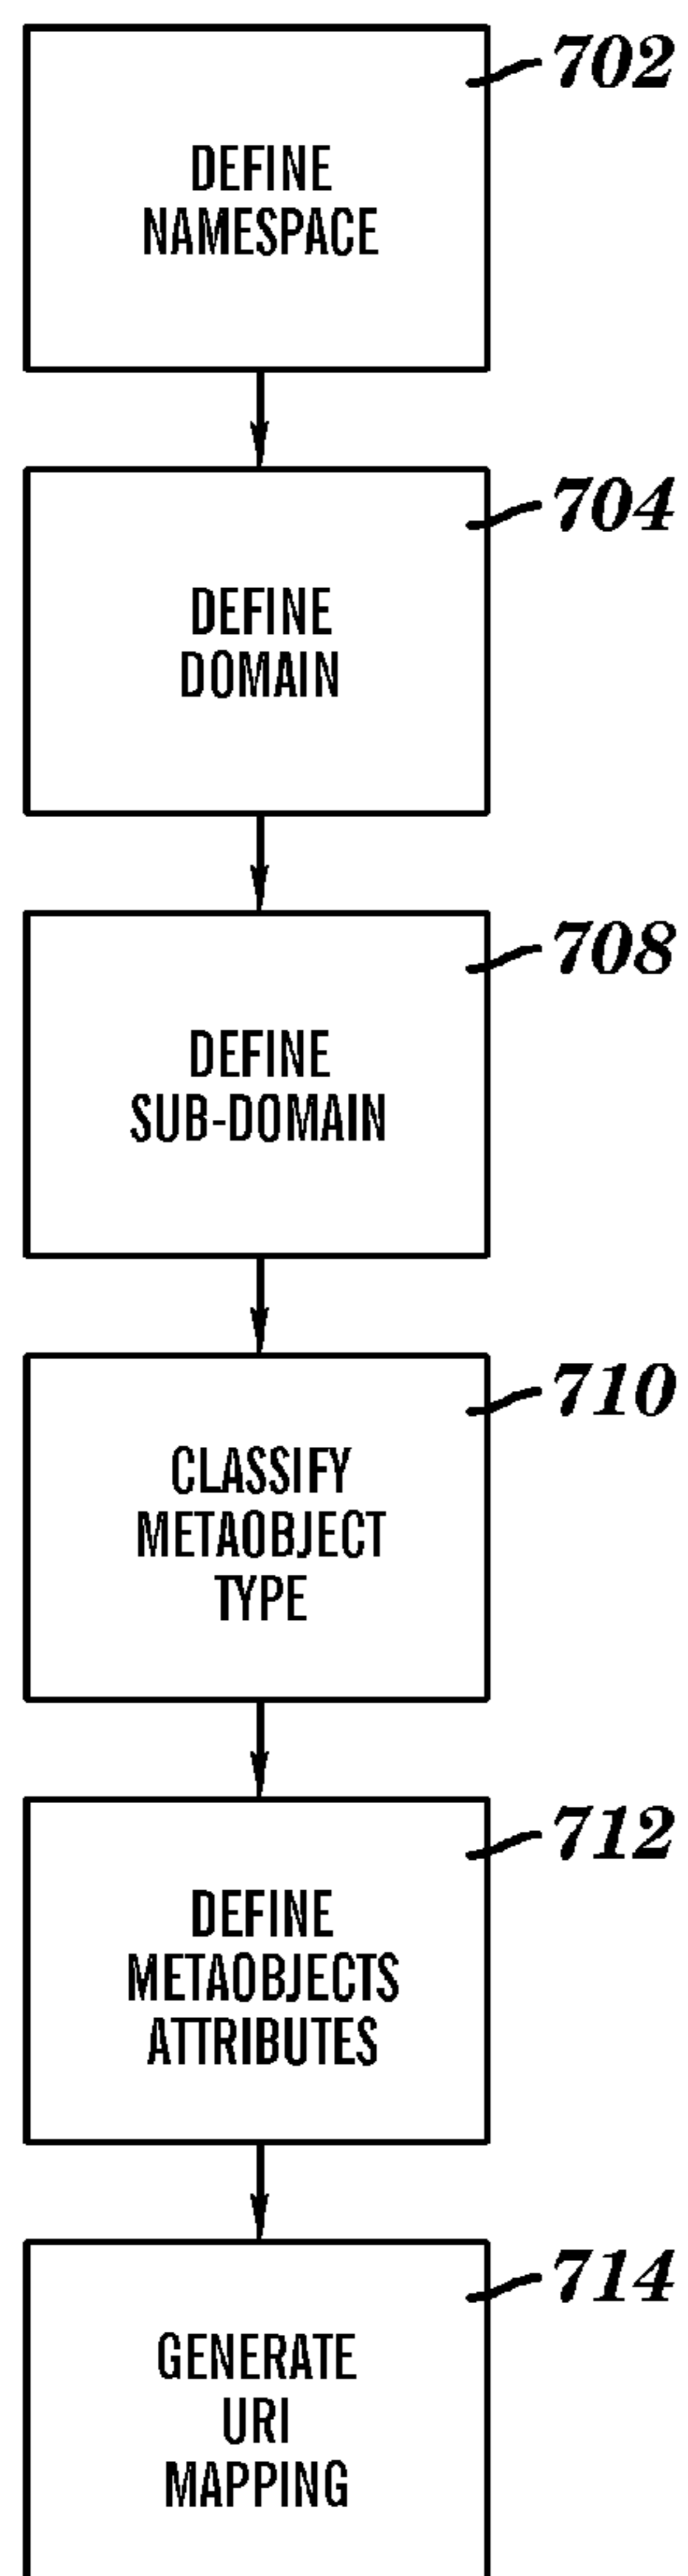 702
DEFINE
NAMESPACE
704
DEFINE
DOMAIN
708
DEFINE
SUB-DOMAIN
710
CLASSIFY
METAOBJECT
TYPE
712
DEFINE
METAOBJECTS
ATTRIBUTES
714
GENERATE
URI
MAPPING